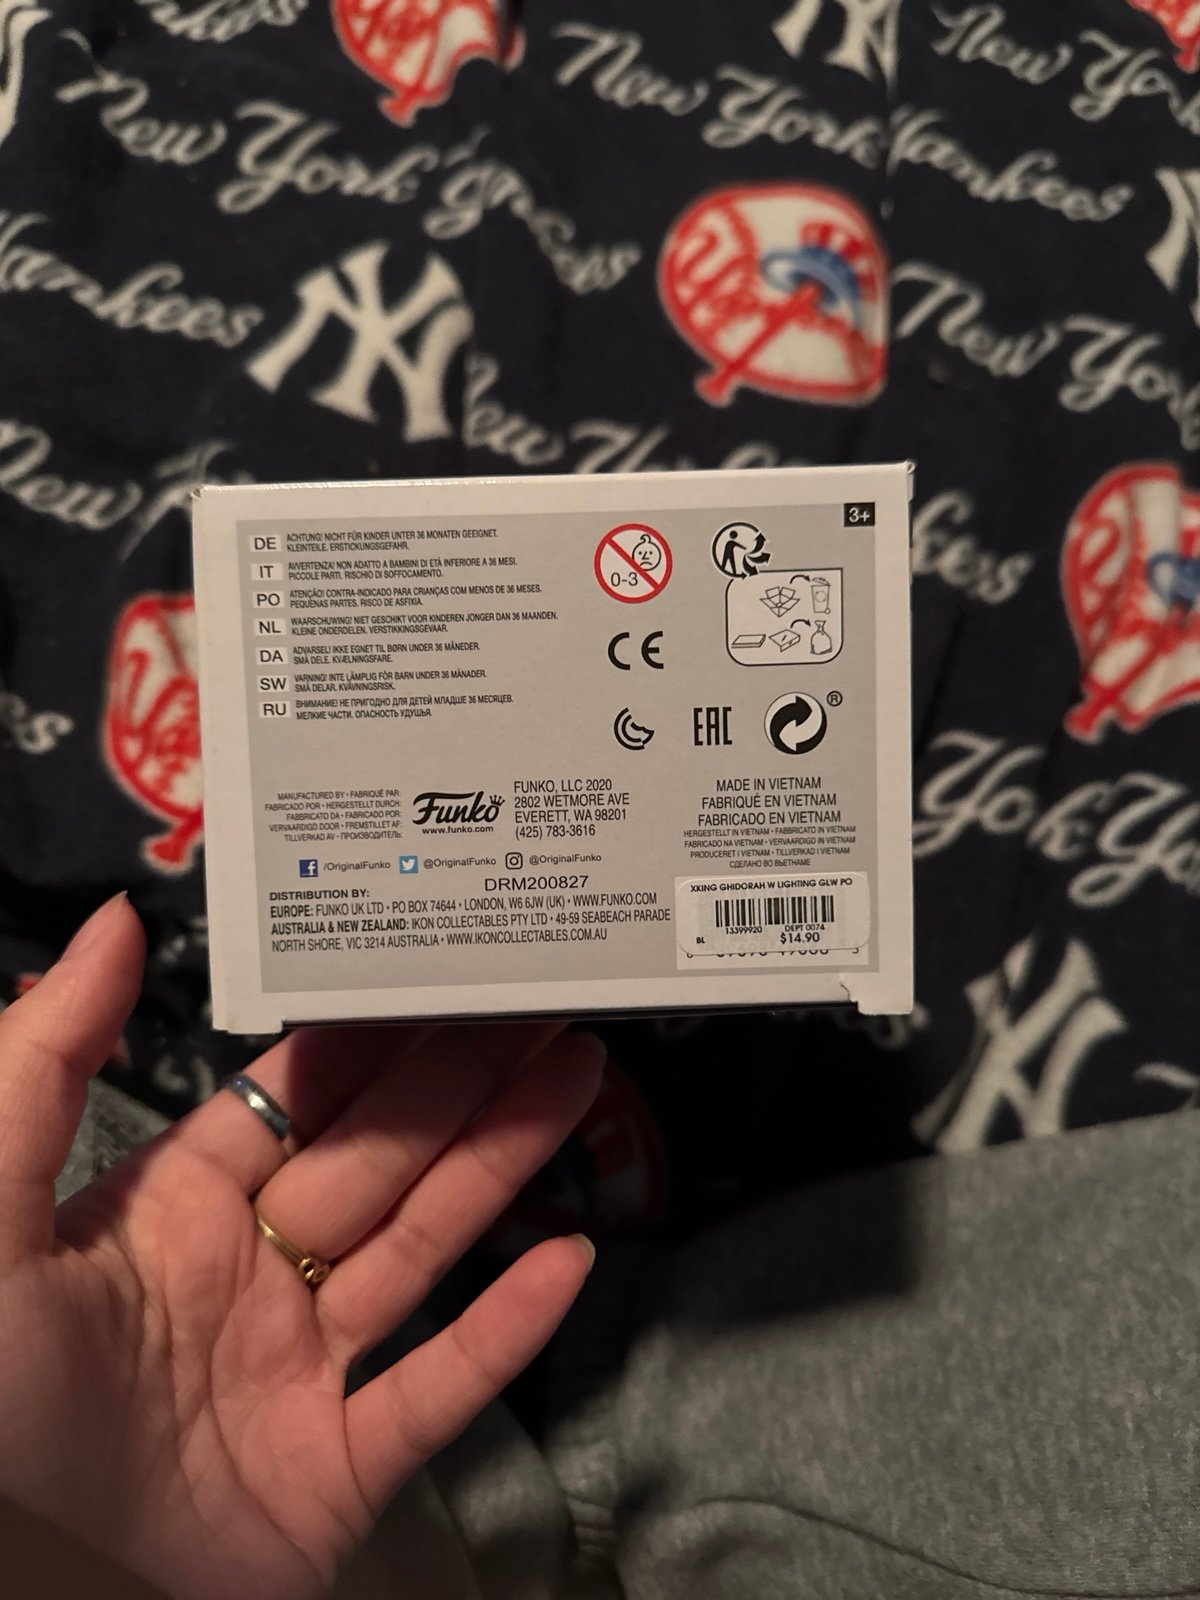 New York Yankees
New York Yankees
New York
Yankees
NY
New York
3+
DE ACHTUNG! NICHT FÜR KINDER UNTER 36 MONATEN GEEIGNET.
KLEINTEILE. ERSTICKUNGSGEFAHR.
IT AVVERTENZA! NON ADATTO A BAMBINI DI ETÀ INFERIORE A 36 MESI.
PICCOLE PARTI. RISCHIO DI SOFFOCAMENTO.
PO ATENÇÃO! CONTRA-INDICADO PARA CRIANÇAS COM MENOS DE 36 MESES.
PEQUENAS PARTES. RISCO DE ASFIXIA.
NL WAARSCHUWING! NIET GESCHIKT VOOR KINDEREN JONGER DAN 36 MAANDEN.
KLEINE ONDERDELEN. VERSTIKKINGSGEVAAR.
DA ADVARSEL! IKKE EGNET TIL BØRN UNDER 36 MÅNEDER.
SMÅ DELE. KVÆLNINGSFARE.
SW VARNING! INTE LÄMPLIG FÖR BARN UNDER 36 MÅNADER.
SMÅ DELAR. KVÄVNINGSRISK.
RU ВНИМАНИЕ! НЕ ПРИГОДНО ДЛЯ ДЕТЕЙ МЛАДШЕ 36 МЕСЯЦЕВ.
МЕЛКИЕ ЧАСТИ. ОПАСНОСТЬ УДУШЬЯ.
0-3
CE
EAC
®
MANUFACTURED BY • FABRIQUÉ PAR:
FABRICADO POR • HERGESTELLT DURCH:
FABBRICATO DA • FABRICADO POR:
VERVAARDIGD DOOR • FREMSTILLET AF:
TILLVERKAD AV • ПРОИЗВОДИТЕЛЬ:
Funko
www.funko.com
FUNKO, LLC 2020
2802 WETMORE AVE
EVERETT, WA 98201
(425) 783-3616
MADE IN VIETNAM
FABRIQUÉ EN VIETNAM
FABRICADO EN VIETNAM
HERGESTELLT IN VIETNAM • FABBRICATO IN VIETNAM
FABRICADO NA VIETNAM • VERVAARDIGD IN VIETNAM
PRODUCERET I VIETNAM • TILLVERKAD I VIETNAM
СДЕЛАНО ВО ВЬЕТНАМЕ
f /OriginalFunko @OriginalFunko @OriginalFunko
DRM200827
DISTRIBUTION BY:
EUROPE: FUNKO UK LTD • PO BOX 74644 • LONDON, W6 6JW (UK) • WWW.FUNKO.COM
AUSTRALIA & NEW ZEALAND: IKON COLLECTABLES PTY LTD • 49-59 SEABEACH PARADE
NORTH SHORE, VIC 3214 AUSTRALIA • WWW.IKONCOLLECTABLES.COM.AU
XKING GHIDORAH W LIGHTING GLW PO
13399920 DEPT 0074
BL $14.90
NY